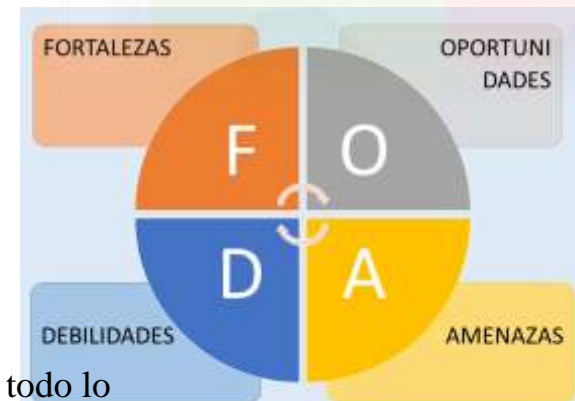 FORTALEZAS
OPORTUNI
DADES
F
O
D
A
DEBILIDADES
AMENAZAS
todo lo